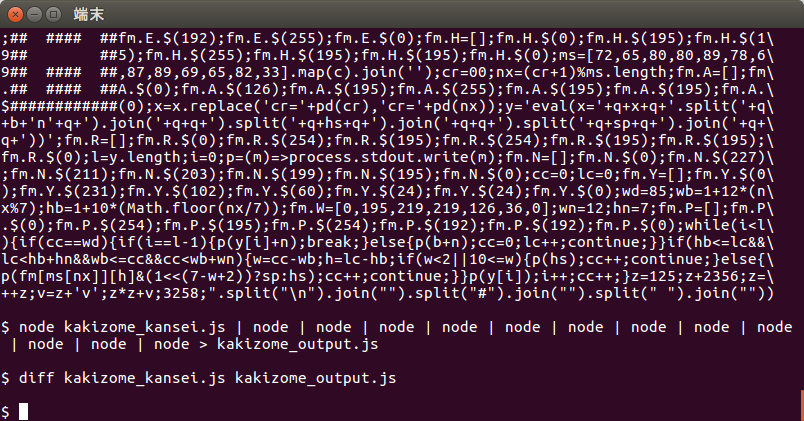 端末
;##  ####  ##fm.E.$(192);fm.E.$(255);fm.E.$(0);fm.H=[];fm.H.$(0);fm.H.$(195);fm.H.$(1\
9##        ##5);fm.H.$(255);fm.H.$(195);fm.H.$(195);fm.H.$(0);ms=[72,65,80,80,89,78,6\
9##  ####  ##,87,89,69,65,82,33].map(c).join('');cr=00;nx=(cr+1)%ms.length;fm.A=[];fm\
.##  ####  ##A.$(0);fm.A.$(126);fm.A.$(195);fm.A.$(255);fm.A.$(195);fm.A.$(195);fm.A.\
$############(0);x=x.replace('cr='+pd(cr),'cr='+pd(nx));y='eval(x='+q+x+q+'.split('+q\
+b+'n'+q+').join('+q+q+').split('+q+hs+q+').join('+q+q+').split('+q+sp+q+').join('+q+\
q+'))';fm.R=[];fm.R.$(0);fm.R.$(254);fm.R.$(195);fm.R.$(254);fm.R.$(195);fm.R.$(195);\
fm.R.$(0);l=y.length;i=0;p=(m)=>process.stdout.write(m);fm.N=[];fm.N.$(0);fm.N.$(227)\
;fm.N.$(211);fm.N.$(203);fm.N.$(199);fm.N.$(195);fm.N.$(0);cc=0;lc=0;fm.Y=[];fm.Y.$(0\
);fm.Y.$(231);fm.Y.$(102);fm.Y.$(60);fm.Y.$(24);fm.Y.$(24);fm.Y.$(0);wd=85;wb=1+12*(n\
x%7);hb=1+10*(Math.floor(nx/7));fm.W=[0,195,219,219,126,36,0];wn=12;hn=7;fm.P=[];fm.P\
.$(0);fm.P.$(254);fm.P.$(195);fm.P.$(254);fm.P.$(192);fm.P.$(192);fm.P.$(0);while(i<l\
){if(cc==wd){if(i==l-1){p(y[i]+n);break;}else{p(b+n);cc=0;lc++;continue;}}if(hb<=lc&&\
lc<hb+hn&&wb<=cc&&cc<wb+wn){w=cc-wb;h=lc-hb;if(w<2||10<=w){p(hs);cc++;continue;}else{\
p(fm[ms[nx]][h]&(1<<(7-w+2))?sp:hs);cc++;continue;}}p(y[i]);i++;cc++;}z=125;z+2356;z=\
++z;v=z+'v';z*z+v;3258;".split("\n").join("").split("#").join("").split(" ").join(""))
$ node kakizome_kansei.js | node | node | node | node | node | node | node | node | node
 | node | node | node > kakizome_output.js
$ diff kakizome_kansei.js kakizome_output.js
$